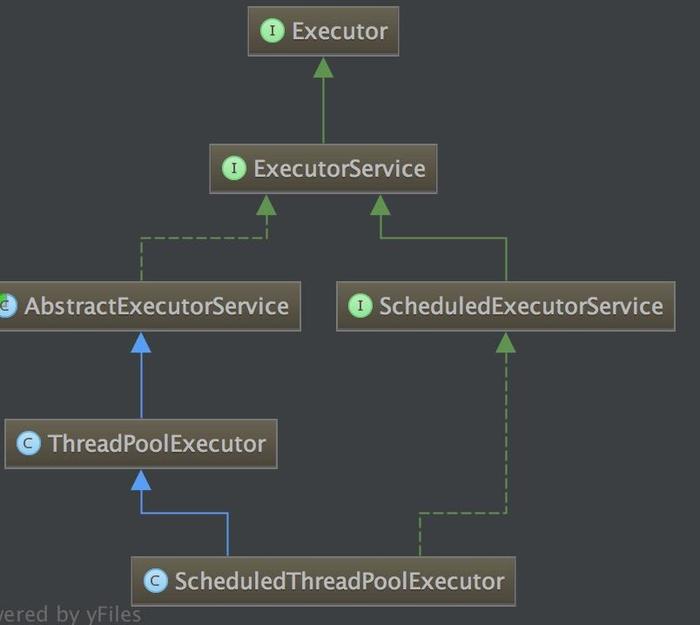 I Executor
I ExecutorService
C AbstractExecutorService
I ScheduledExecutorService
C ThreadPoolExecutor
C ScheduledThreadPoolExecutor
wered by yFiles